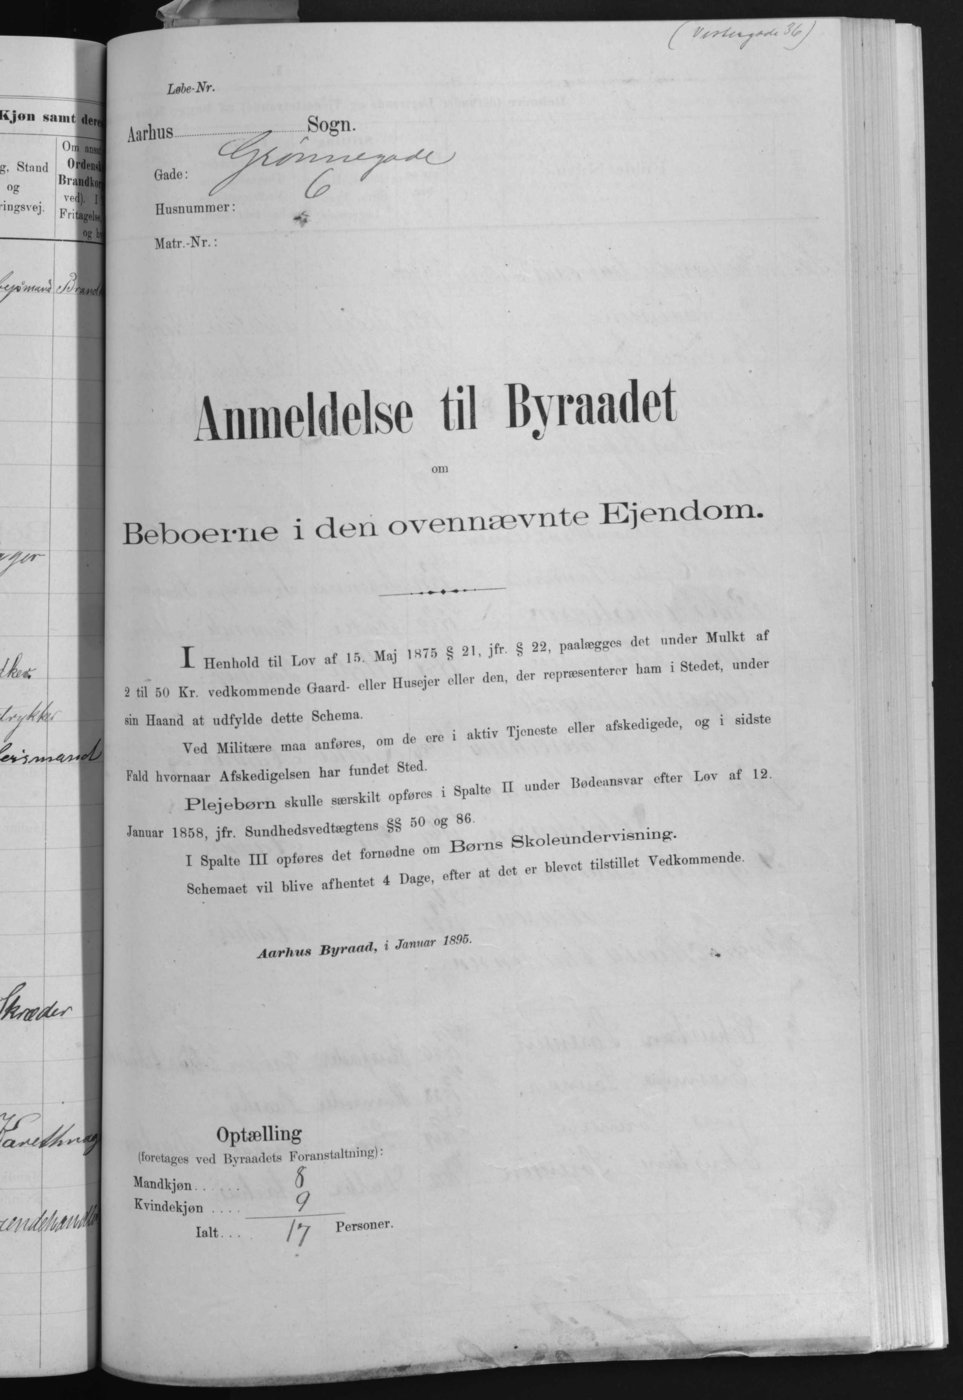 (Vestergade 36)
Løbe-Nr.
Aarhus Sogn.
Gade: Grønnegade
Husnummer: 6
Matr.-Nr.:
Anmeldelse til Byraadet
om
Beboerne i den ovennævnte Ejendom.
I Henhold til Lov af 15. Maj 1875 § 21, jfr. § 22, paalægges det under Mulkt af
2 til 50 Kr. vedkommende Gaard- eller Husejer eller den, der repræsenterer ham i Stedet, under
sin Haand at udfylde dette Schema.
Ved Militære maa anføres, om de ere i aktiv Tjeneste eller afskedigede, og i sidste
Fald hvornaar Afskedigelsen har fundet Sted.
Plejebørn skulle særskilt opføres i Spalte II under Bødeansvar efter Lov af 12.
Januar 1858, jfr. Sundhedsvedtægtens §§ 50 og 86.
I Spalte III opføres det fornødne om Børns Skoleundervisning.
Schemaet vil blive afhentet 4 Dage, efter at det er blevet tilstillet Vedkommende.
Aarhus Byraad, i Januar 1895.
Optælling
(foretages ved Byraadets Foranstaltning):
Mandkjøn...... 8
Kvindekjøn .... 9
Ialt... 17 Personer.
Kjøn samt
Stand
og
Om
Skræder